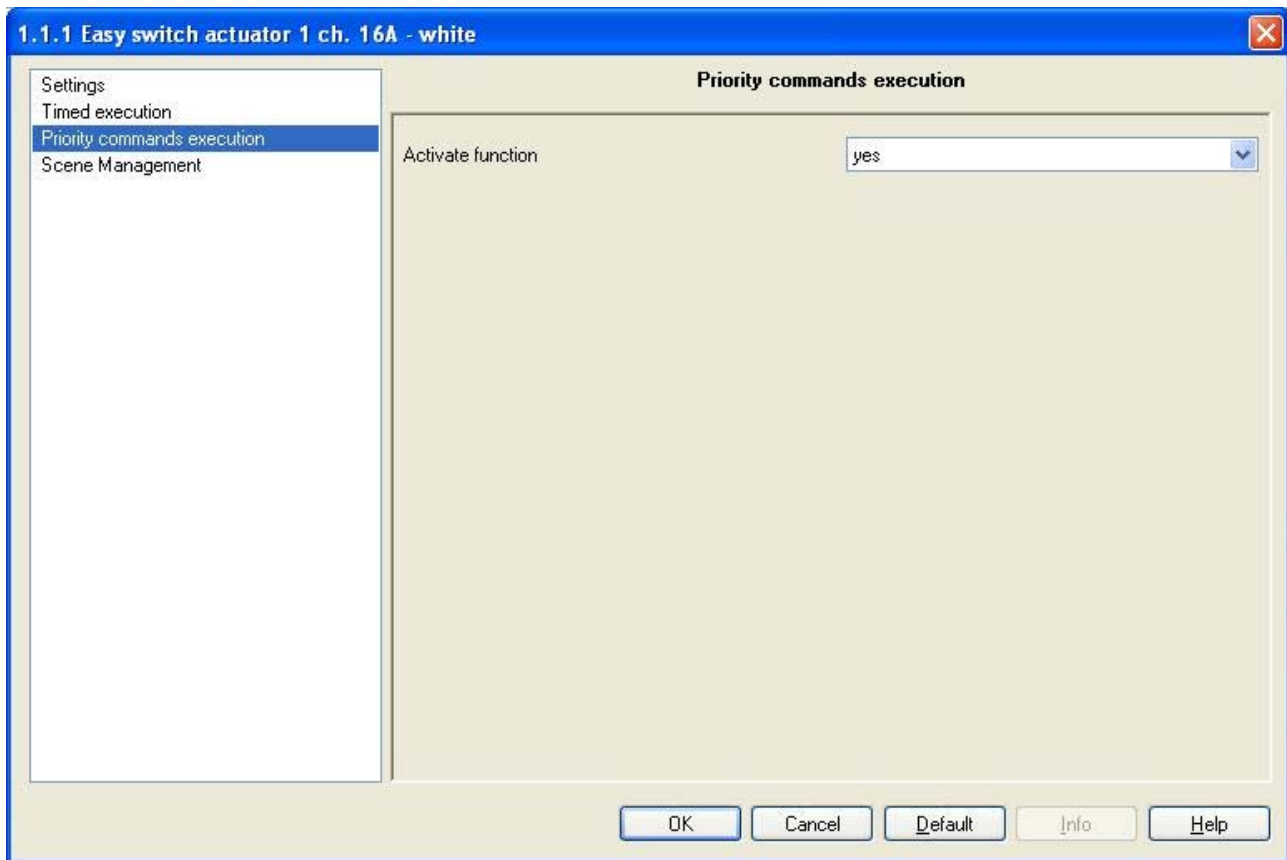 1.1.1 Easy switch actuator 1 ch. 16A - white
Settings
Timed execution
Priority commands execution
Scene Management
Priority commands execution
Activate function yes
OK Cancel Default Info Help